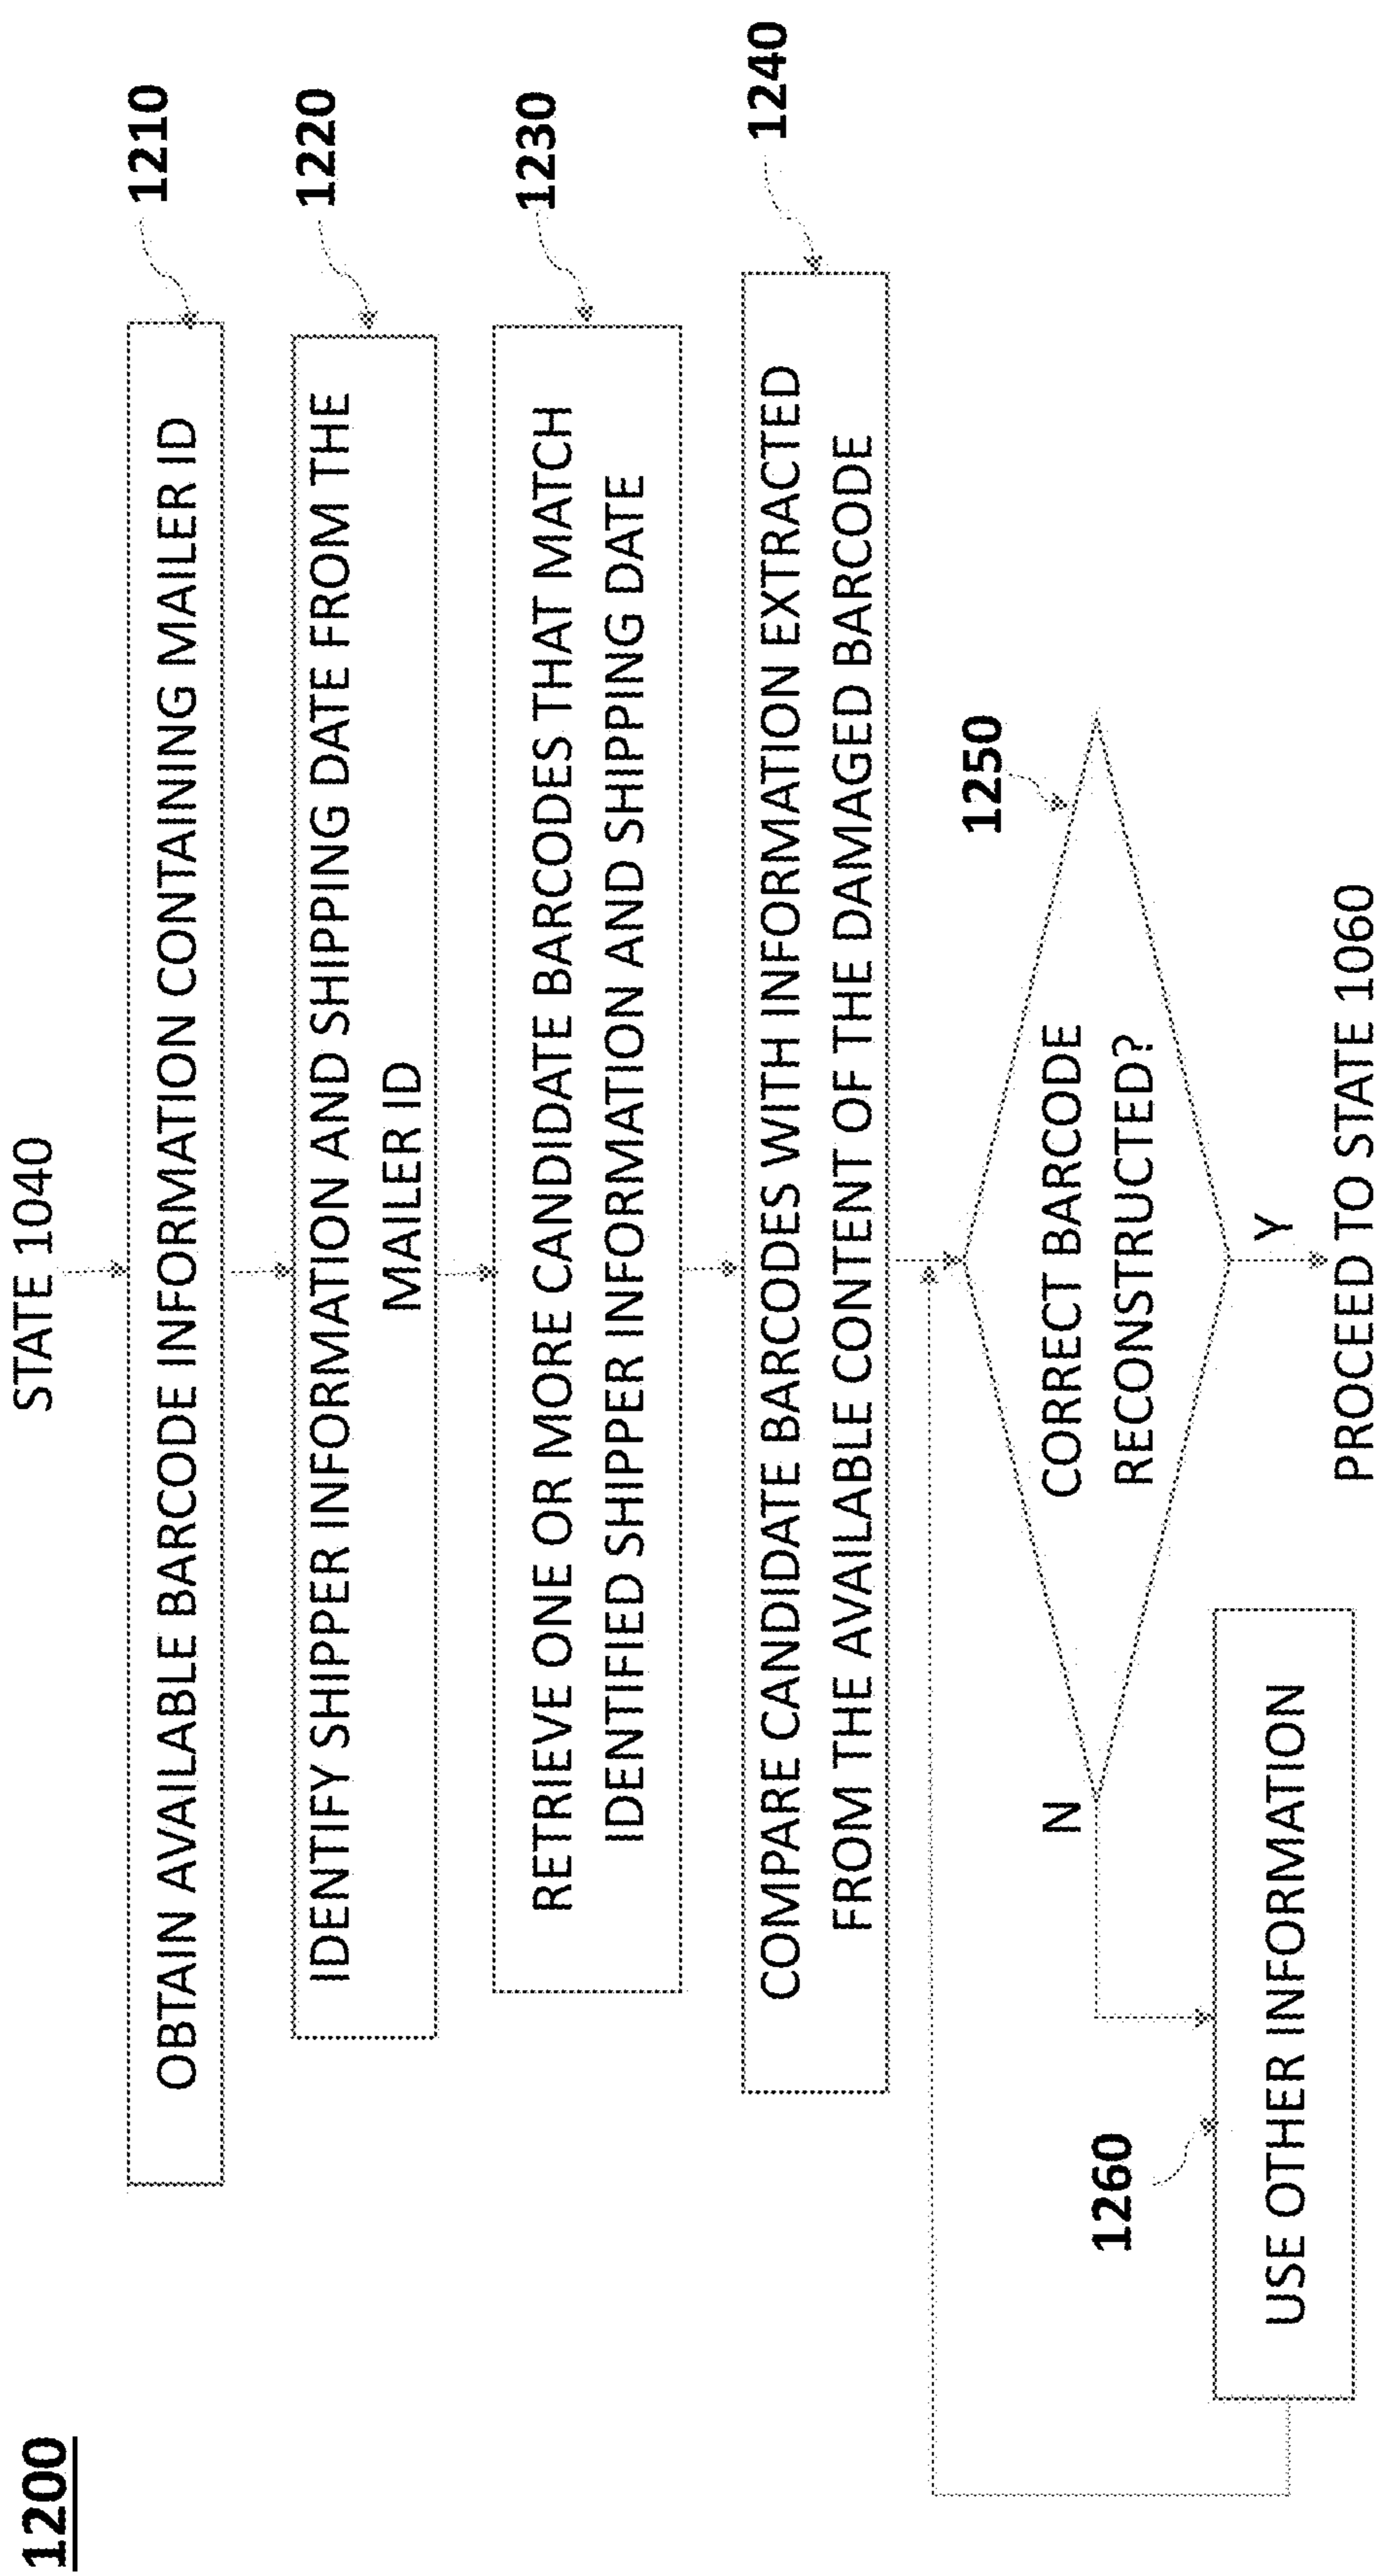 1200
STATE 1040
1210
OBTAIN AVAILABLE BARCODE INFORMATION CONTAINING MAILER ID
1220
IDENTIFY SHIPPER INFORMATION AND SHIPPING DATE FROM THE
MAILER ID
1230
RETRIEVE ONE OR MORE CANDIDATE BARCODES THAT MATCH
IDENTIFIED SHIPPER INFORMATION AND SHIPPING DATE
1240
COMPARE CANDIDATE BARCODES WITH INFORMATION EXTRACTED
FROM THE AVAILABLE CONTENT OF THE DAMAGED BARCODE
1250
CORRECT BARCODE
RECONSTRUCTED?
N
Y
1260
USE OTHER INFORMATION
PROCEED TO STATE 1060